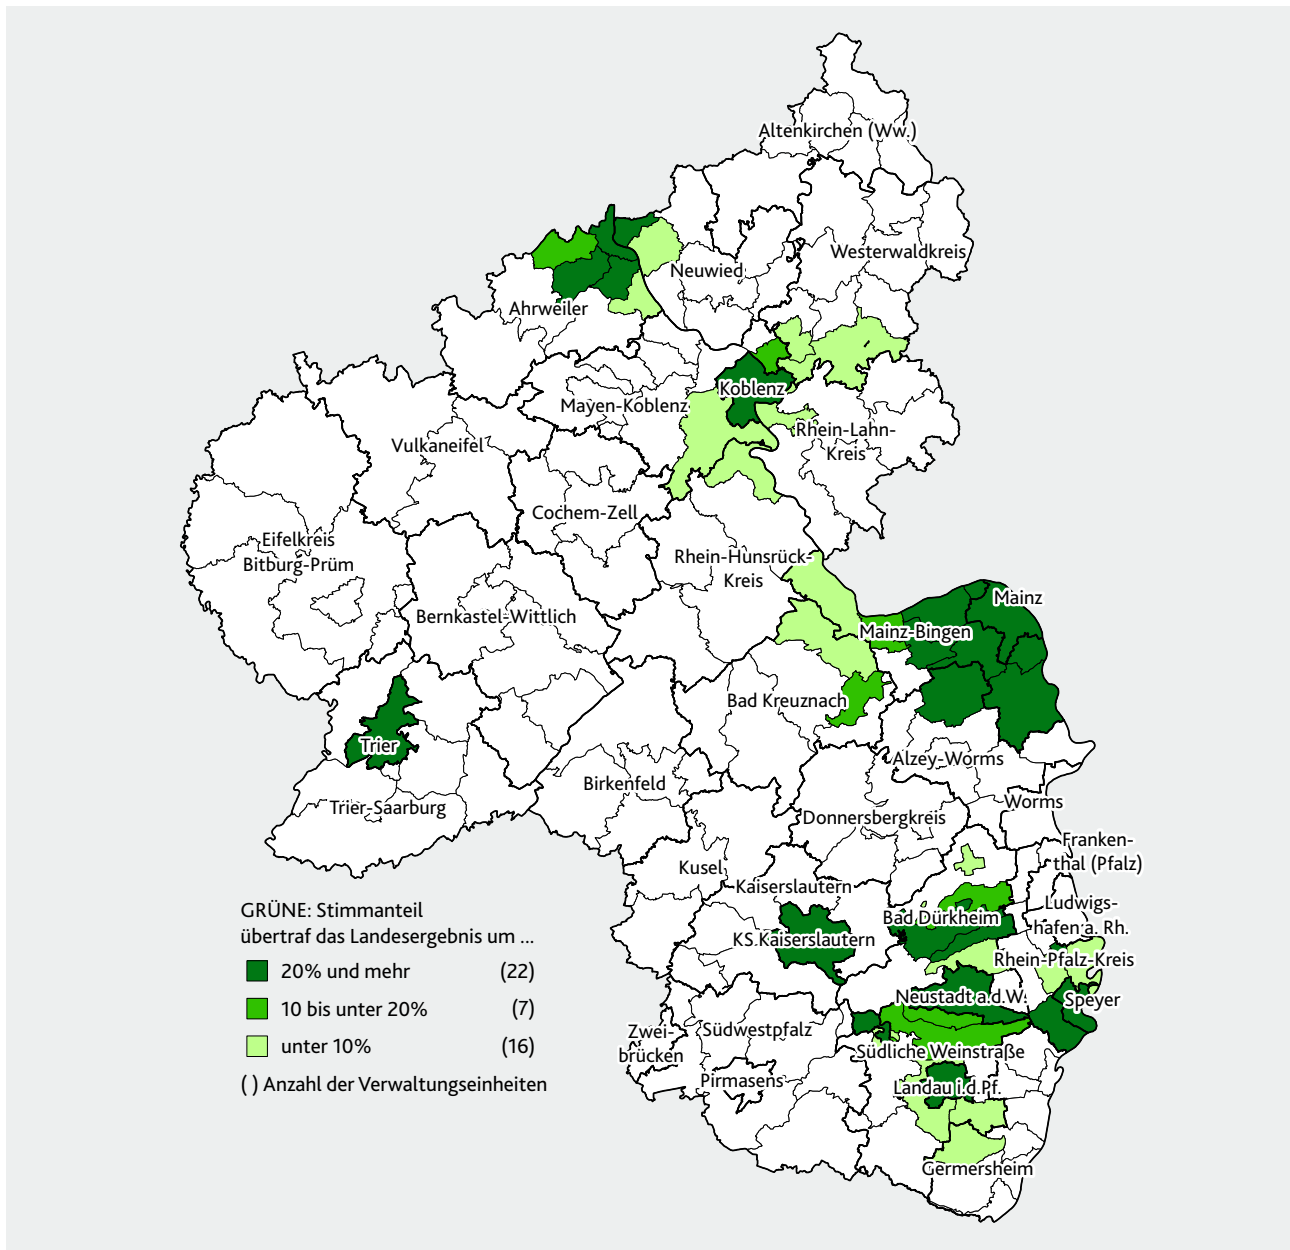 Altenkirchen (Ww.)
Westerwaldkreis
Neuwied
Ahrweiler
Koblenz
Mayen-Koblenz
Rhein-Lahn-
Kreis
Vulkaneifel
Cochem-Zell
Eifelkreis
Bitburg-Prüm
Rhein-Hunsrück-
Kreis
Mainz
Bernkastel-Wittlich
Mainz-Bingen
Bad Kreuznach
Trier
Alzey-Worms
Birkenfeld
Trier-Saarburg
Worms
Donnersbergkreis
Franken-
thal (Pfalz)
Kusel
Kaiserslautern
Ludwigs-
hafen a. Rh.
Bad Dürkheim
KS.Kaiserslautern
Rhein-Pfalz-Kreis
Neustadt a.d.W.
Speyer
Zwei-
brücken
Südwestpfalz
Südliche Weinstraße
Pirmasens
Landau i.d.Pf.
Germersheim
GRÜNE: Stimmanteil
übertraf das Landesergebnis um ...
20% und mehr (22)
10 bis unter 20% (7)
unter 10% (16)
( ) Anzahl der Verwaltungseinheiten